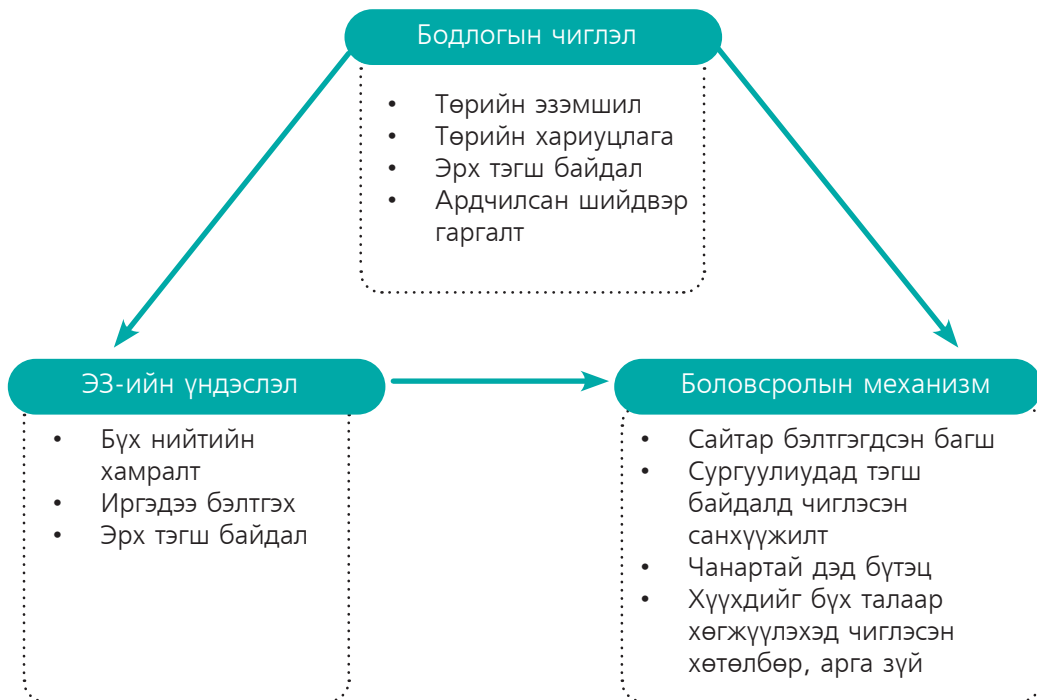 Бодлогын чиглэл
• Төрийн эзэмшил
• Төрийн хариуцлага
• Эрх тэгш байдал
• Ардчилсан шийдвэр
гаргалт
ЭЗ-ийн үндэслэл
• Бүх нийтийн
хамралт
• Иргэдээ бэлтгэх
• Эрх тэгш байдал
Боловсролын механизм
• Сайтар бэлтгэгдсэн багш
• Сургуулиудад тэгш
байдалд чиглэсэн
санхүүжилт
• Чанартай дэд бүтэц
• Хүүхдийг бүх талаар
хөгжүүлэхэд чиглэсэн
хөтөлбөр, арга зүй